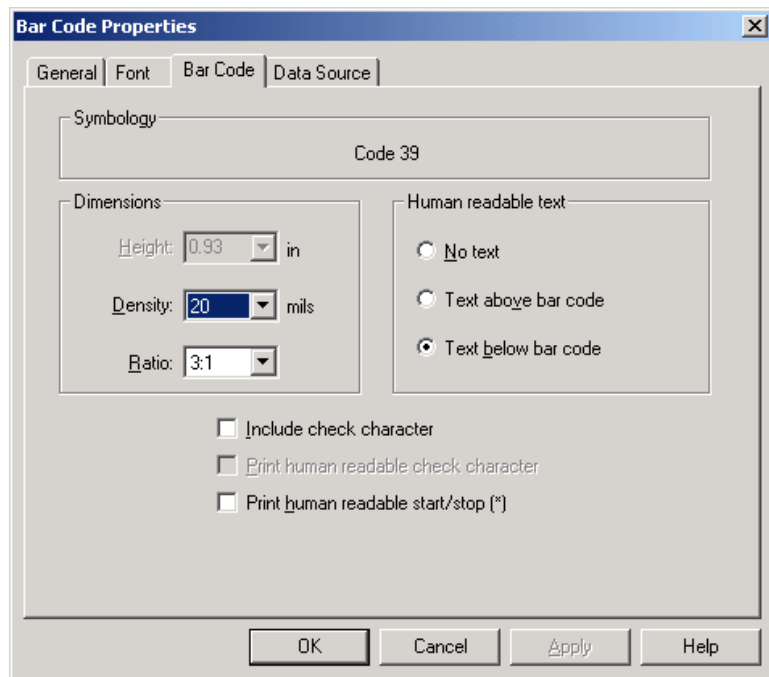 Bar Code Properties
General Font Bar Code Data Source
Symbology
Code 39
Dimensions
Height: 0.93 in
Density: 20 mils
Ratio: 3:1
Human readable text
No text
Text above bar code
Text below bar code
Include check character
Print human readable check character
Print human readable start/stop (*)
OK Cancel Apply Help